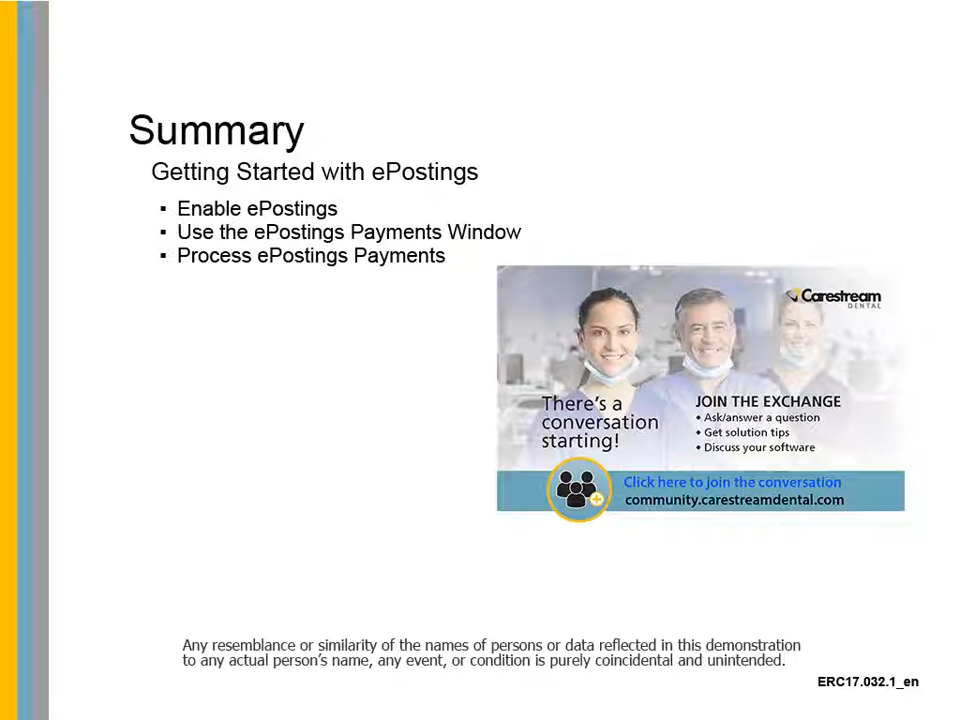 Summary
Getting Started with ePostings
▪ Enable ePostings
▪ Use the ePostings Payments Window
▪ Process ePostings Payments
Carestream
DENTAL
There's a
conversation
starting!
JOIN THE EXCHANGE
• Ask/answer a question
• Get solution tips
• Discuss your software
Click here to join the conversation
community.carestreamdental.com
Any resemblance or similarity of the names of persons or data reflected in this demonstration
to any actual person's name, any event, or condition is purely coincidental and unintended.
ERC17.032.1_en